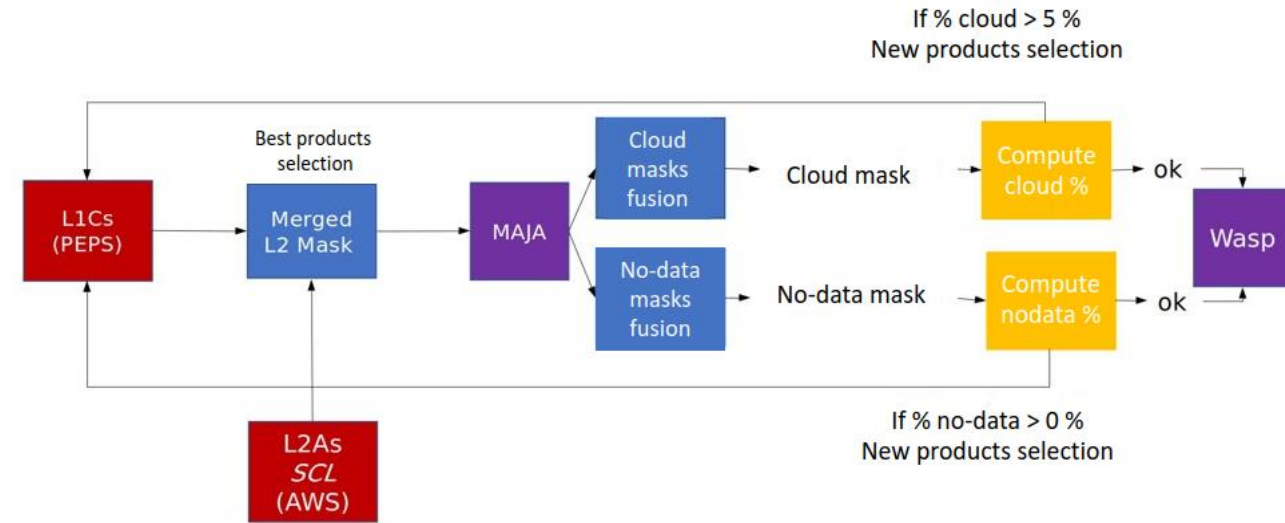 If % cloud > 5 %
New products selection
Best products
selection
L1Cs
(PEPS)
Merged
L2 Mask
MAJA
Cloud
masks
fusion
Cloud mask
Compute
cloud %
ok
Wasp
No-data
masks
fusion
No-data mask
Compute
nodata %
ok
L2As
SCL
(AWS)
If % no-data > 0 %
New products selection